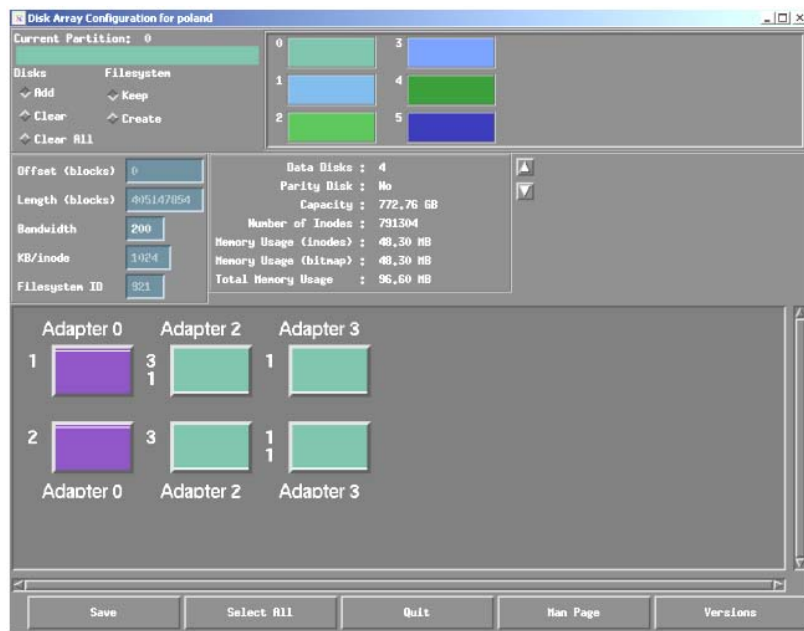 Disk Array Configuration for poland
Current Partition: 0
Disks Filesystem
Add Keep
Clear Create
Clear All
0 3
1 4
2 5
Offset (blocks) 0
Length (blocks) 405147854
Bandwidth 200
KB/inode 1024
Filesystem ID 921
Data Disks : 4
Parity Disk : No
Capacity : 772.76 GB
Number of Inodes : 791304
Memory Usage (inodes) : 48.30 MB
Memory Usage (bitmap) : 48.30 MB
Total Memory Usage : 96.60 MB
Adapter 0 Adapter 2 Adapter 3
1 3 1
1
2 3 1
1
Adapter 0 Adapter 2 Adapter 3
Save Select All Quit Man Page Versions